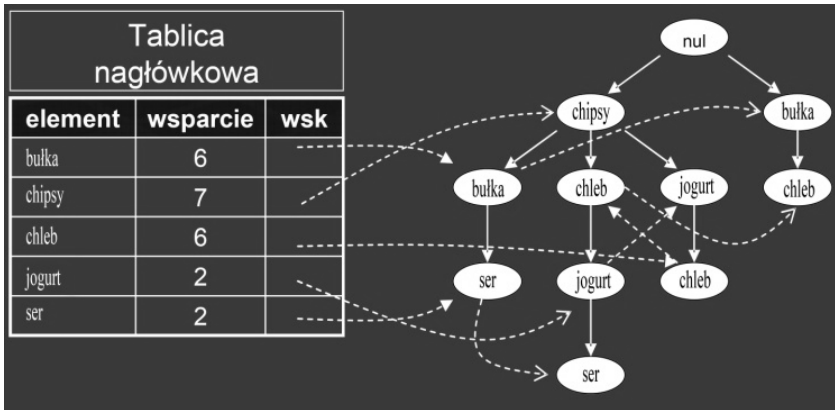 Tablica
nagłówkowa
element wsparcie wsk
bułka 6
chipsy 7
chleb 6
jogurt 2
ser 2
nul
chipsy bułka
bułka chleb jogurt chleb
ser jogurt chleb
ser